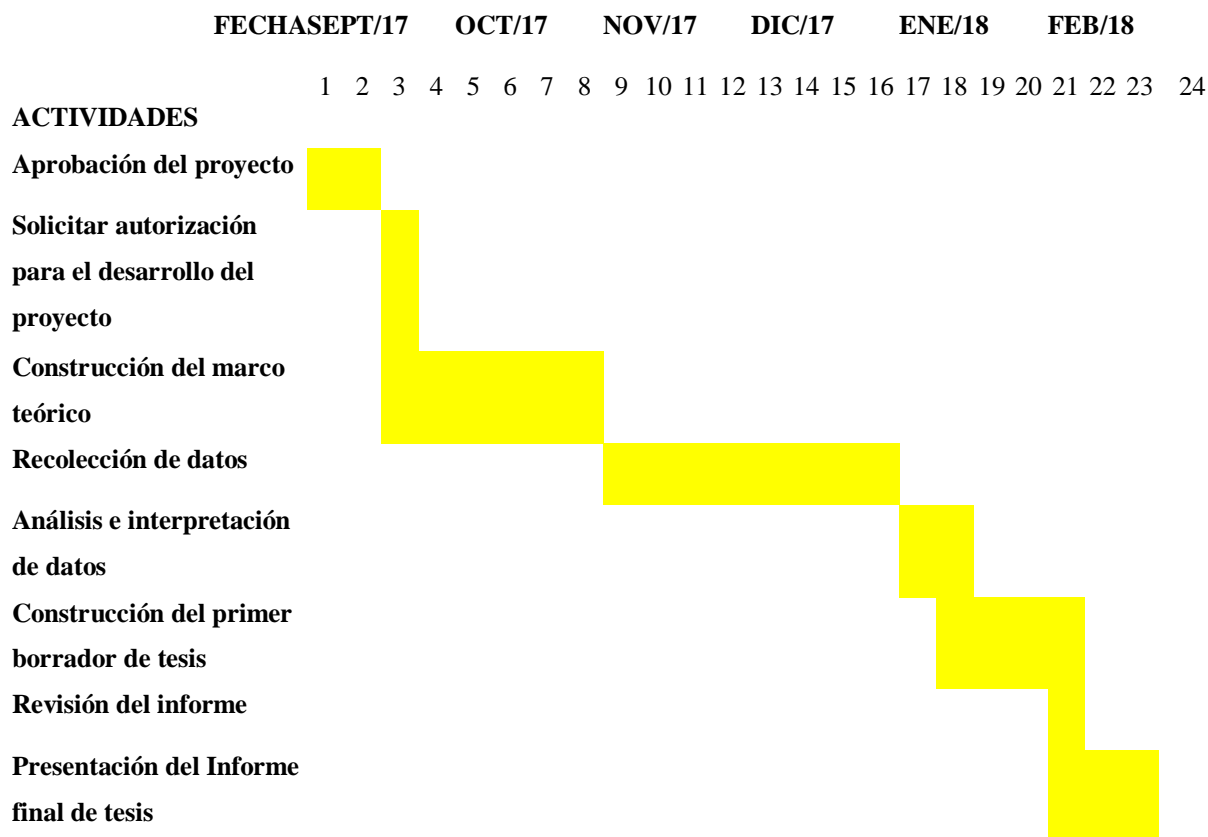 FECHASEPT/17 OCT/17 NOV/17 DIC/17 ENE/18 FEB/18
1 2 3 4 5 6 7 8 9 10 11 12 13 14 15 16 17 18 19 20 21 22 23 24
ACTIVIDADES
Aprobación del proyecto
Solicitar autorización
para el desarrollo del
proyecto
Construcción del marco
teórico
Recolección de datos
Análisis e interpretación
de datos
Construcción del primer
borrador de tesis
Revisión del informe
Presentación del Informe
final de tesis